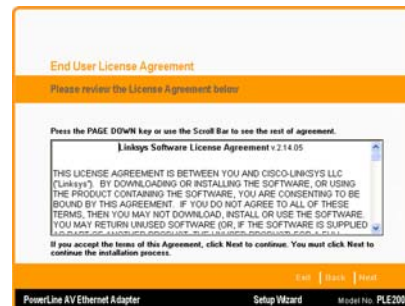 End User License Agreement
Please review the License Agreement below
Press the PAGE DOWN key or use the Scroll Bar to see the rest of agreement.
Linksys Software License Agreement v.2.14.05
THIS LICENSE AGREEMENT IS BETWEEN YOU AND CISCO-LINKSYS LLC
("Linksys"). BY DOWNLOADING OR INSTALLING THE SOFTWARE, OR USING
THE PRODUCT CONTAINING THE SOFTWARE, YOU ARE CONSENTING TO BE
BOUND BY THIS AGREEMENT. IF YOU DO NOT AGREE TO ALL OF THESE
TERMS, THEN YOU MAY NOT DOWNLOAD, INSTALL OR USE THE SOFTWARE.
YOU MAY RETURN UNUSED SOFTWARE (OR, IF THE SOFTWARE IS SUPPLIED
If you accept the terms of this Agreement, click Next to continue. You must click Next to
continue the installation process.
Exit Back Next
PowerLine AV Ethernet Adapter Setup Wizard Model No. PLE200